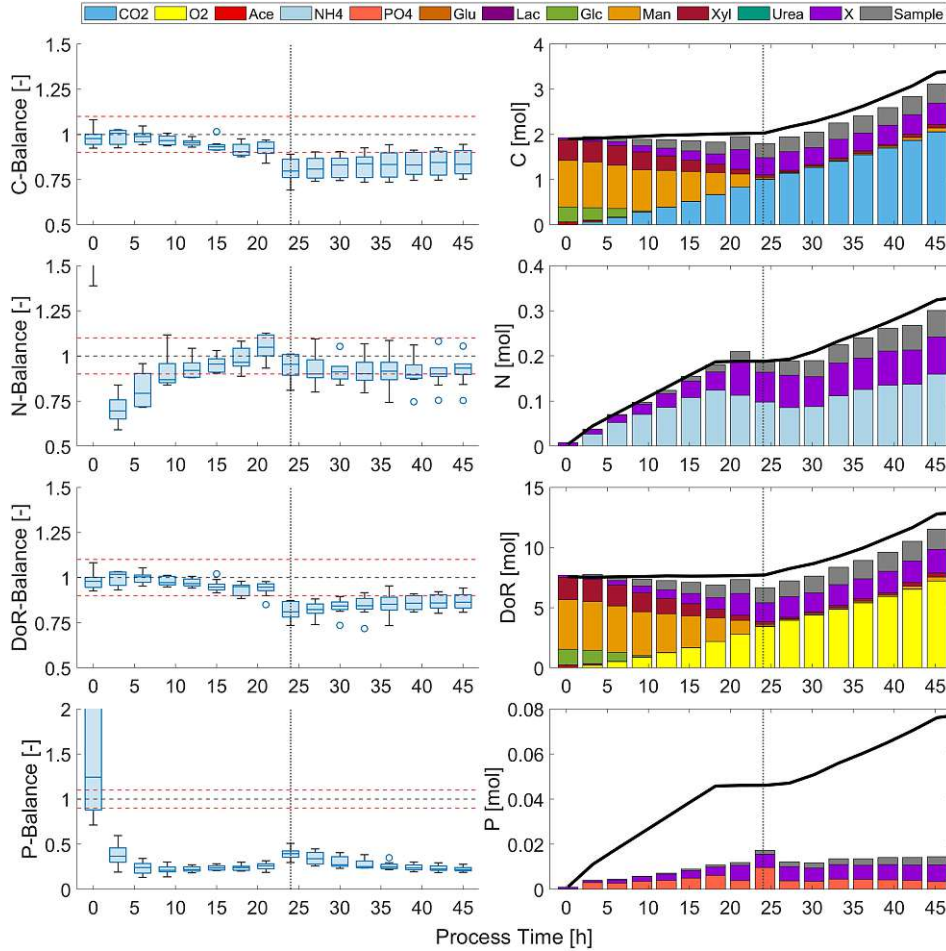 CO2 O2 Ace NH4 PO4 Glu Lac Glc Man Xyl Urea X Sample
C-Balance [-]
1.5
1
0.75
0.5
0 5 10 15 20 25 30 35 40 45
C [mol]
4
3
2
1
0
0 5 10 15 20 25 30 35 40 45
N-Balance [-]
1.5
1
0.75
0.5
0 5 10 15 20 25 30 35 40 45
N [mol]
0.4
0.3
0.2
0.1
0
0 5 10 15 20 25 30 35 40 45
DoR-Balance [-]
1.5
1
0.75
0.5
0 5 10 15 20 25 30 35 40 45
DoR [mol]
15
10
5
0
0 5 10 15 20 25 30 35 40 45
P-Balance [-]
2
1.5
1
0.5
0
0 5 10 15 20 25 30 35 40 45
P [mol]
0.08
0.06
0.04
0.02
0
0 5 10 15 20 25 30 35 40 45
Process Time [h]